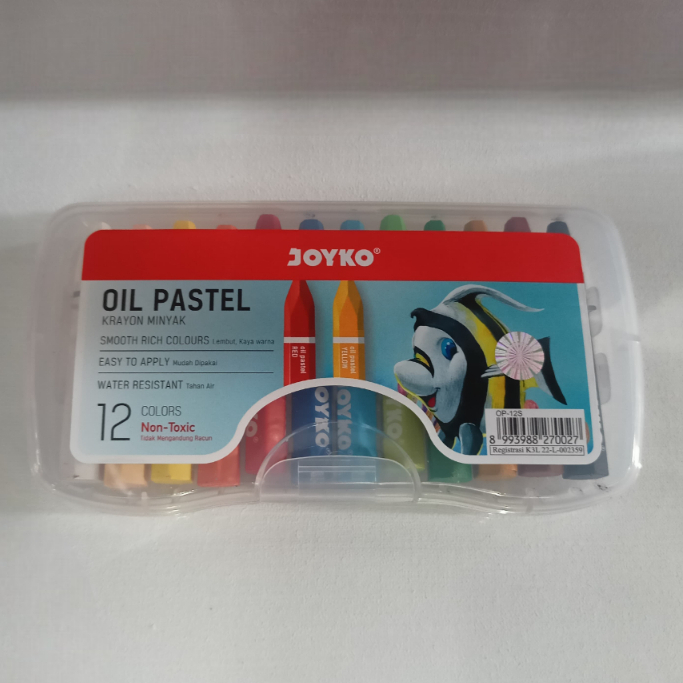 JOYKO®
OIL PASTEL
KRAYON MINYAK
SMOOTH RICH COLOURS Lembut, Kaya warna
EASY TO APPLY Mudah Dipakai
WATER RESISTANT Tahan Air
12 COLORS
Non-Toxic
Tidak Mengandung Racun
oil pastel
RED
oil pastel
YELLOW
JOYKO
JOYKO
OP-12S
8 993988 270027
Registrasi K3L 22-L-002359